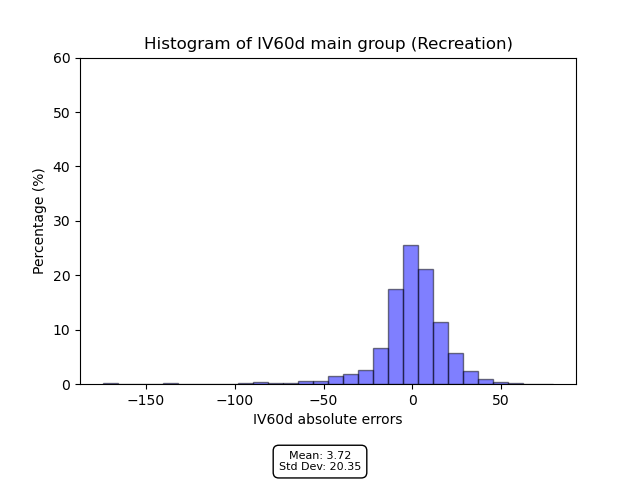 Histogram of IV60d main group (Recreation)
60
50
40
30
20
10
0
Percentage (%)
−150
−100
−50
0
50
IV60d absolute errors
Mean: 3.72
Std Dev: 20.35